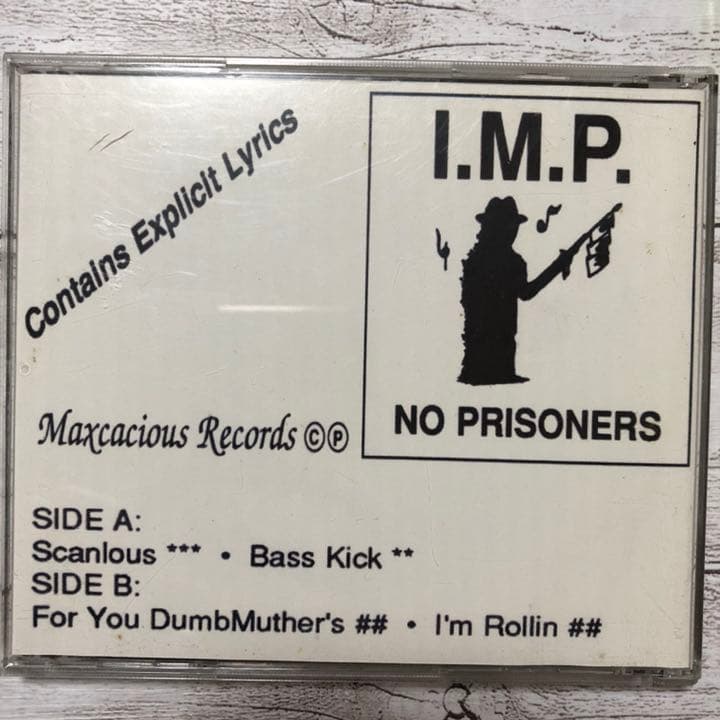 Contains Explicit Lyrics
I.M.P.
NO PRISONERS
Maxcacious Records ©℗
SIDE A:
Scanlous *** • Bass Kick **
SIDE B:
For You DumbMuther's ## • I'm Rollin ##